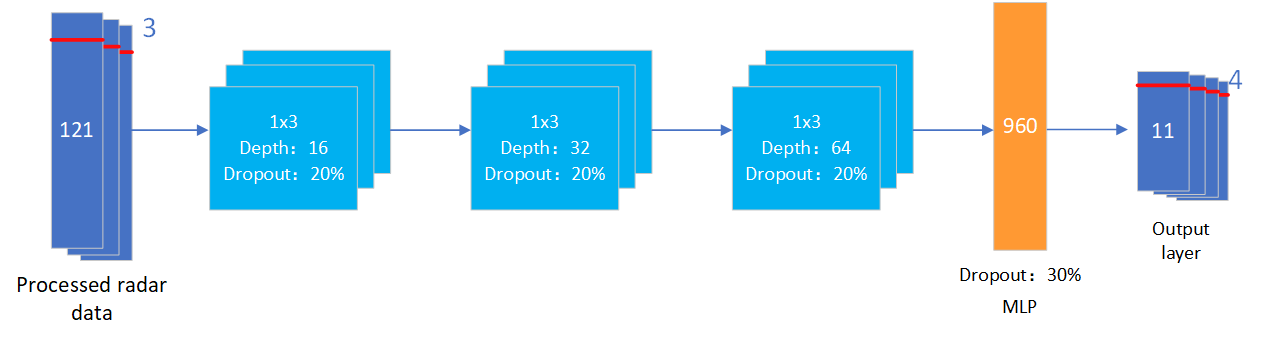 3
121
Processed radar
data
1x3
Depth：16
Dropout：20%
1x3
Depth：32
Dropout：20%
1x3
Depth：64
Dropout：20%
960
Dropout：30%
MLP
4
11
Output
layer